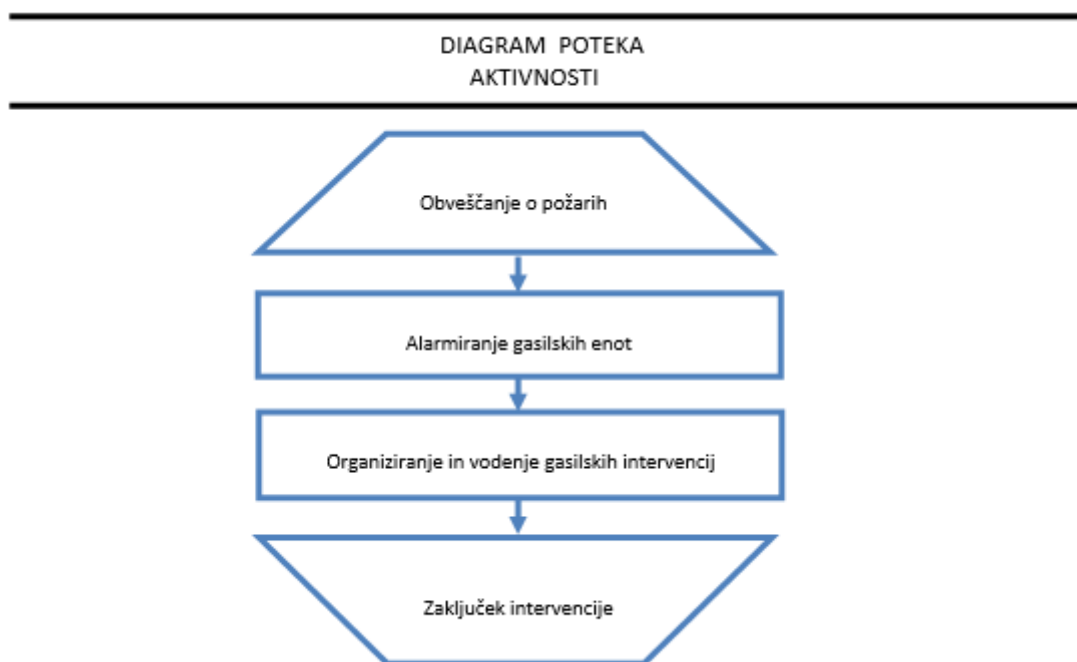 DIAGRAM POTEKA
AKTIVNOSTI
Obveščanje o požarih
Alarmiranje gasilskih enot
Organiziranje in vodenje gasilskih intervencij
Zaključek intervencije